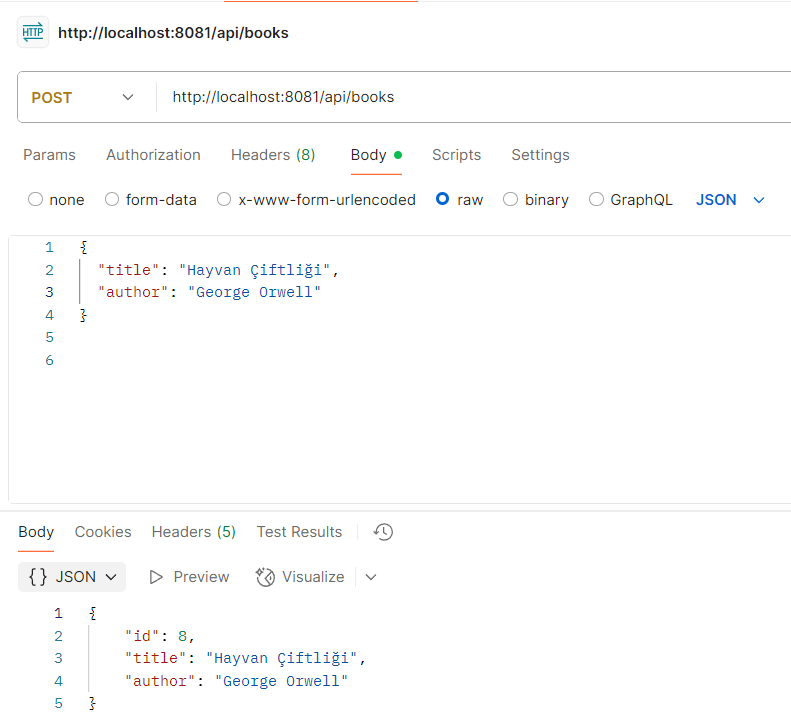 HTTP http://localhost:8081/api/books
POST http://localhost:8081/api/books
Params Authorization Headers (8) Body Scripts Settings
none form-data x-www-form-urlencoded raw binary GraphQL JSON
1 {
2 "title": "Hayvan Çiftliği",
3 "author": "George Orwell"
4 }
5
6
Body Cookies Headers (5) Test Results
{} JSON Preview Visualize
1 {
2 "id": 8,
3 "title": "Hayvan Çiftliği",
4 "author": "George Orwell"
5 }